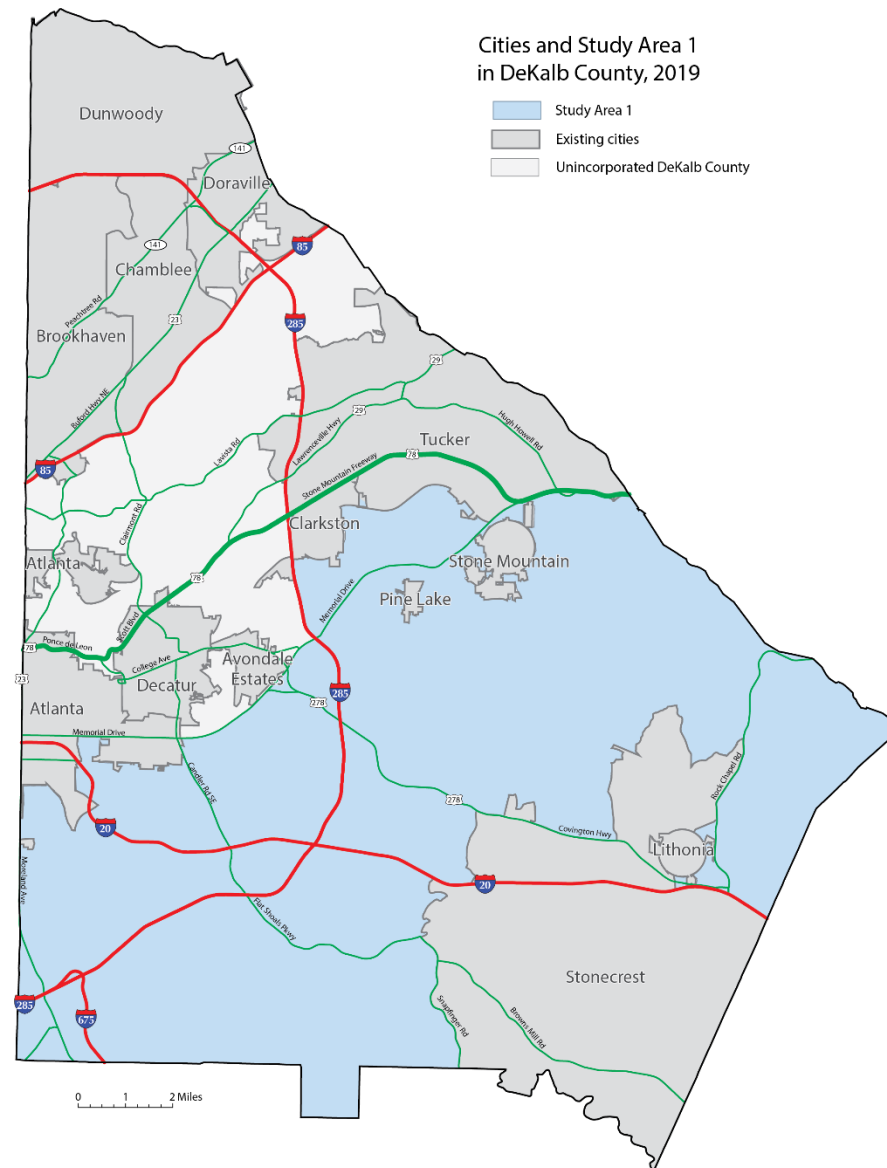 Cities and Study Area 1
in DeKalb County, 2019
Study Area 1
Existing cities
Unincorporated DeKalb County
Dunwoody
141
Doraville
141
85
Chamblee
Peachtree Rd
23
285
Brookhaven
Buford Hwy NE
29
29
Hugh Howell Rd
Lavista Rd
Lawrenceville Hwy
Tucker
78
85
Stone Mountain Freeway
Clairmont Rd
Clarkston
Atlanta
78
Stone Mountain
Memorial Drive
Pine Lake
Scott Blvd
Ponce de Leon
78
College Ave
Avondale
Estates
23
Decatur
285
278
Atlanta
Memorial Drive
Candler Rd SE
Rock Chapel Rd
278
Covington Hwy
20
Lithonia
Moreland Ave
20
Flat Shoals Pkwy
Stonecrest
285
675
Snapfinger Rd
Browns Mill Rd
0 1 2 Miles